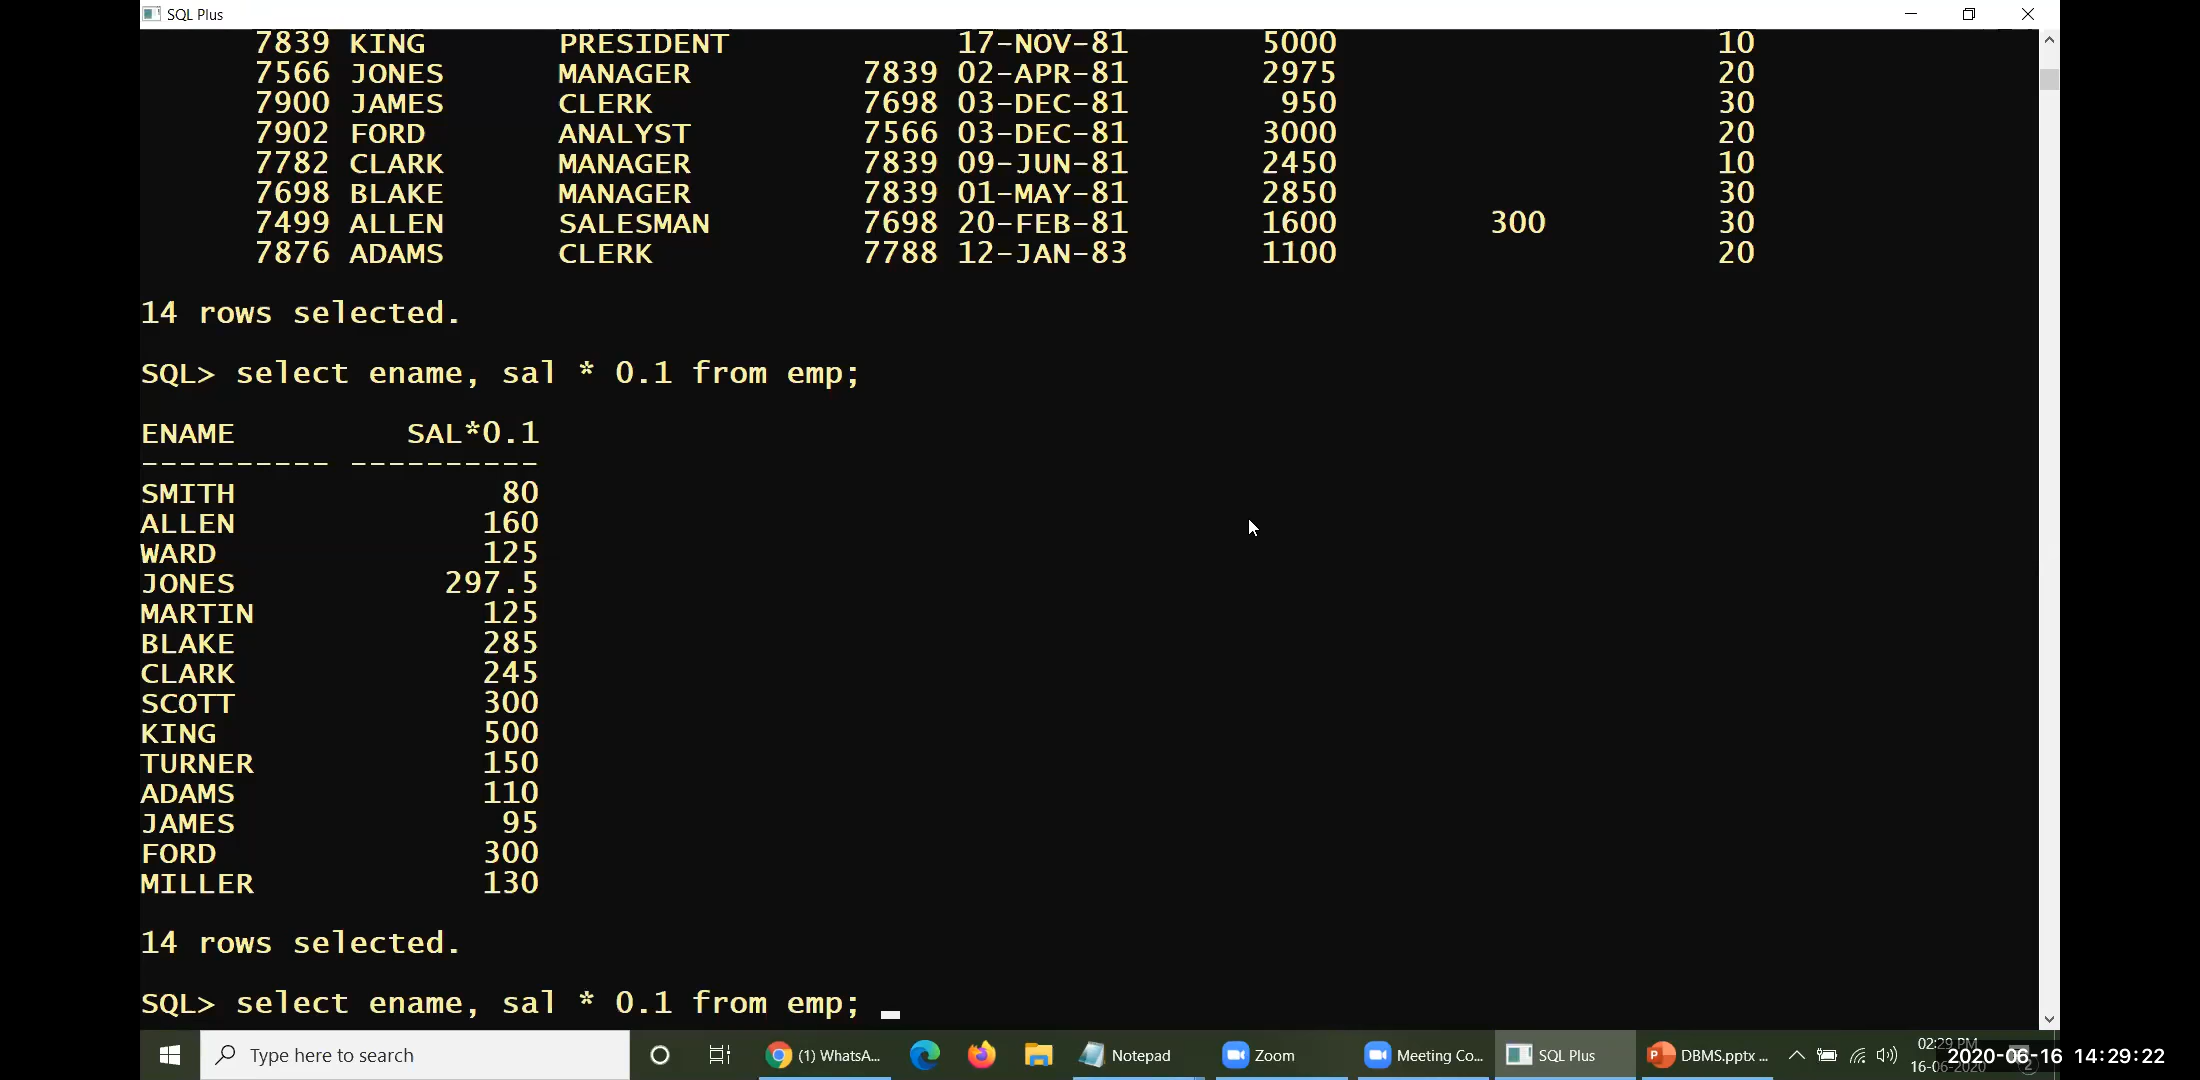 SQL Plus
7839 KING PRESIDENT 17-NOV-81 5000 10
7566 JONES MANAGER 7839 02-APR-81 2975 20
7900 JAMES CLERK 7698 03-DEC-81 950 30
7902 FORD ANALYST 7566 03-DEC-81 3000 20
7782 CLARK MANAGER 7839 09-JUN-81 2450 10
7698 BLAKE MANAGER 7839 01-MAY-81 2850 30
7499 ALLEN SALESMAN 7698 20-FEB-81 1600 300 30
7876 ADAMS CLERK 7788 12-JAN-83 1100 20
14 rows selected.
SQL> select ename, sal * 0.1 from emp;
ENAME SAL*0.1
---------- ----------
SMITH 80
ALLEN 160
WARD 125
JONES 297.5
MARTIN 125
BLAKE 285
CLARK 245
SCOTT 300
KING 500
TURNER 150
ADAMS 110
JAMES 95
FORD 300
MILLER 130
14 rows selected.
SQL> select ename, sal * 0.1 from emp; _
Type here to search (1) WhatsA... Notepad Zoom Meeting Co... SQL Plus DBMS.pptx ... 02:29 PM
16-06-2020 2020-06-16 14:29:22
2